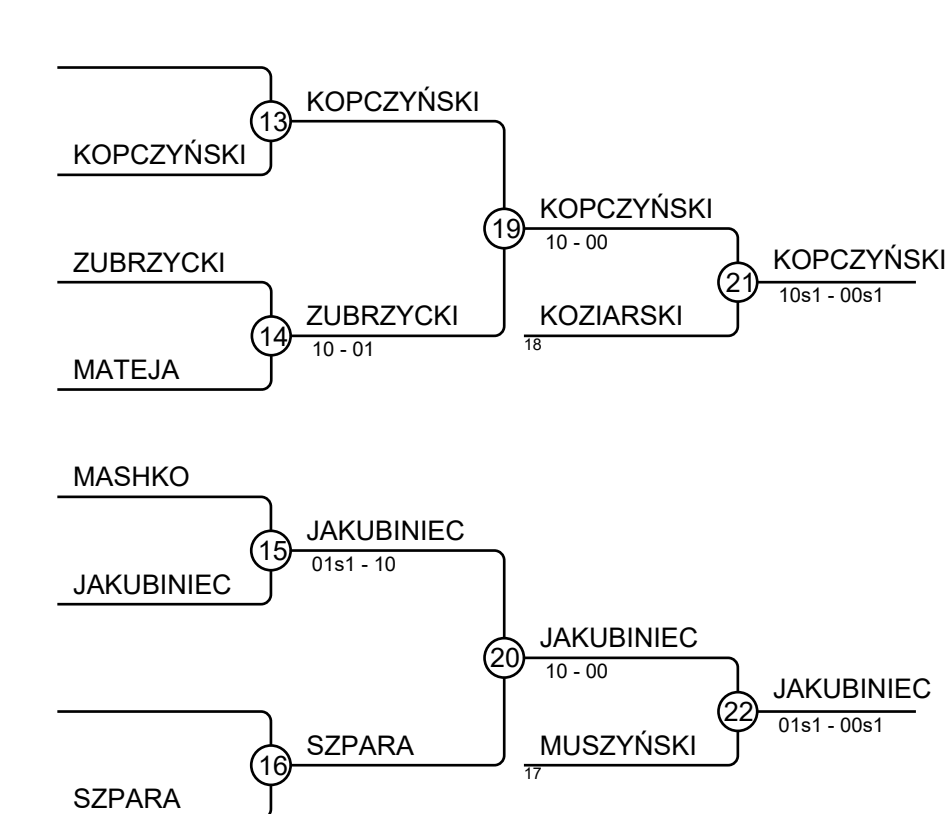 KOPCZYŃSKI
13
KOPCZYŃSKI
KOPCZYŃSKI
19
10 - 00
KOPCZYŃSKI
21
10s1 - 00s1
ZUBRZYCKI
ZUBRZYCKI
14
10 - 01
KOZIARSKI
18
MATEJA
MASHKO
JAKUBINIEC
15
01s1 - 10
JAKUBINIEC
JAKUBINIEC
20
10 - 00
JAKUBINIEC
22
01s1 - 00s1
SZPARA
16
MUSZYŃSKI
17
SZPARA